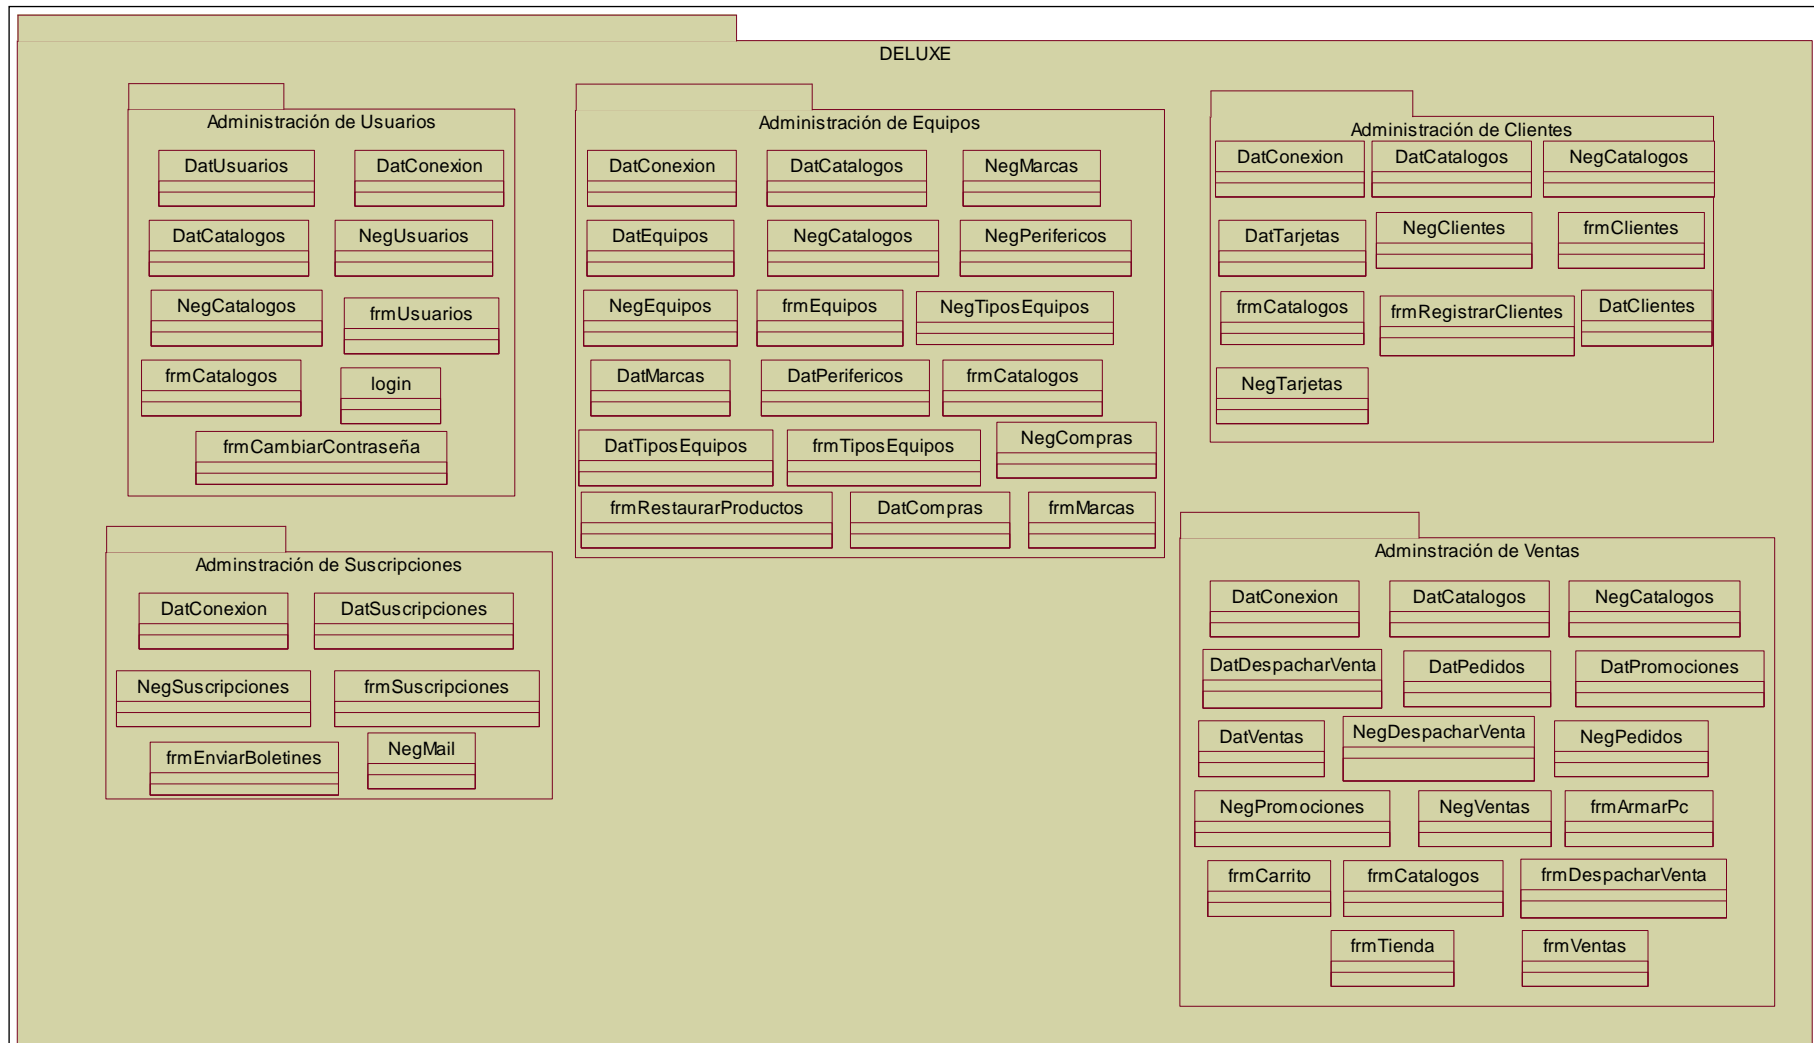 DELUXE
Administración de Usuarios
DatUsuarios
DatConexion
DatCatalogos
NegUsuarios
NegCatalogos
frmUsuarios
frmCatalogos
login
frmCambiarContraseña
Administración de Equipos
DatConexion
DatCatalogos
NegMarcas
DatEquipos
NegCatalogos
NegPerifericos
NegEquipos
frmEquipos
NegTiposEquipos
DatMarcas
DatPerifericos
frmCatalogos
DatTiposEquipos
frmTiposEquipos
NegCompras
frmRestaurarProductos
DatCompras
frmMarcas
Administración de Clientes
DatConexion
DatCatalogos
NegCatalogos
DatTarjetas
NegClientes
frmClientes
frmCatalogos
frmRegistrarClientes
DatClientes
NegTarjetas
Adminstración de Suscripciones
DatConexion
DatSuscripciones
NegSuscripciones
frmSuscripciones
frmEnviarBoletines
NegMail
Adminstración de Ventas
DatConexion
DatCatalogos
NegCatalogos
DatDespacharVenta
DatPedidos
DatPromociones
DatVentas
NegDespacharVenta
NegPedidos
NegPromociones
NegVentas
frmArmarPc
frmCarrito
frmCatalogos
frmDespacharVenta
frmTienda
frmVentas